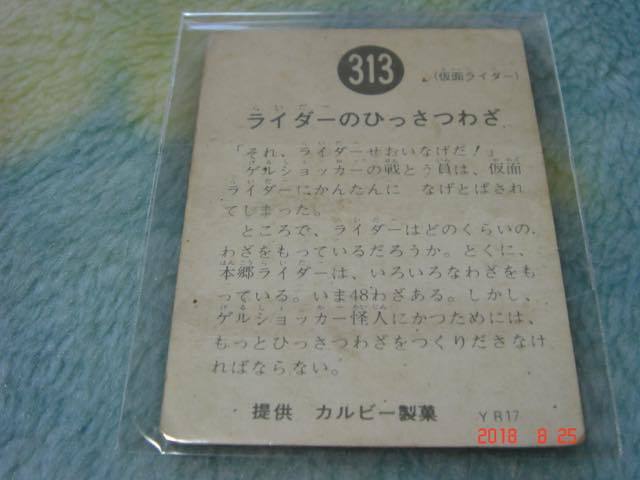 313
(仮面ライダー)
ライダーのひっさつわざ
「それ、ライダーせおいなげだ！」
ゲルショッカーの戦とう員は、仮面
ライダーにかんたんに なげとばされ
てしまった。
ところで、ライダーはどのくらいの
わざをもっているだろうか。とくに、
本郷ライダーは、いろいろなわざをも
っている。いま48わざある。しかし、
ゲルショッカー怪人にかつためには、
もっとひっさつわざをつくりださなけ
ればならない。
提供 カルビー製菓
YR17
2018 8 25